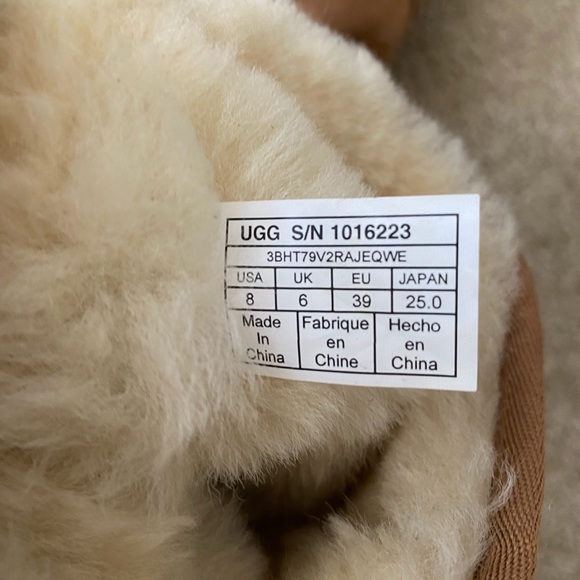 UGG S/N 1016223
3BHT79V2RAJEQWE
USA UK EU JAPAN
8 6 39 25.0
Made Fabrique Hecho
In en en
China Chine China